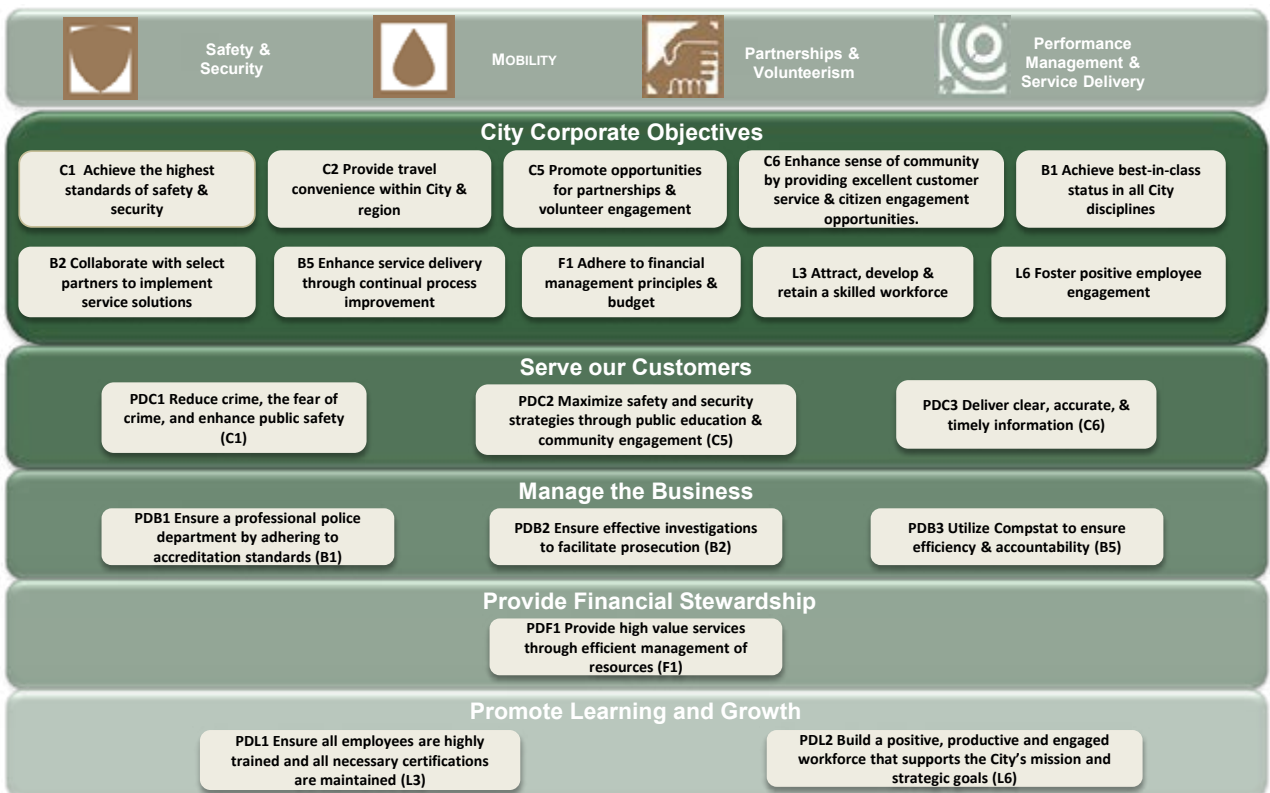 Safety &
Security
MOBILITY
Partnerships &
Volunteerism
Performance
Management &
Service Delivery
City Corporate Objectives
C1 Achieve the highest
standards of safety &
security
C2 Provide travel
convenience within City &
region
C5 Promote opportunities
for partnerships &
volunteer engagement
C6 Enhance sense of community
by providing excellent customer
service & citizen engagement
opportunities.
B1 Achieve best-in-class
status in all City
disciplines
B2 Collaborate with select
partners to implement
service solutions
B5 Enhance service delivery
through continual process
improvement
F1 Adhere to financial
management principles &
budget
L3 Attract, develop &
retain a skilled workforce
L6 Foster positive employee
engagement
Serve our Customers
PDC1 Reduce crime, the fear of
crime, and enhance public safety
(C1)
PDC2 Maximize safety and security
strategies through public education &
community engagement (C5)
PDC3 Deliver clear, accurate, &
timely information (C6)
Manage the Business
PDB1 Ensure a professional police
department by adhering to
accreditation standards (B1)
PDB2 Ensure effective investigations
to facilitate prosecution (B2)
PDB3 Utilize Compstat to ensure
efficiency & accountability (B5)
Provide Financial Stewardship
PDF1 Provide high value services
through efficient management of
resources (F1)
Promote Learning and Growth
PDL1 Ensure all employees are highly
trained and all necessary certifications
are maintained (L3)
PDL2 Build a positive, productive and engaged
workforce that supports the City’s mission and
strategic goals (L6)